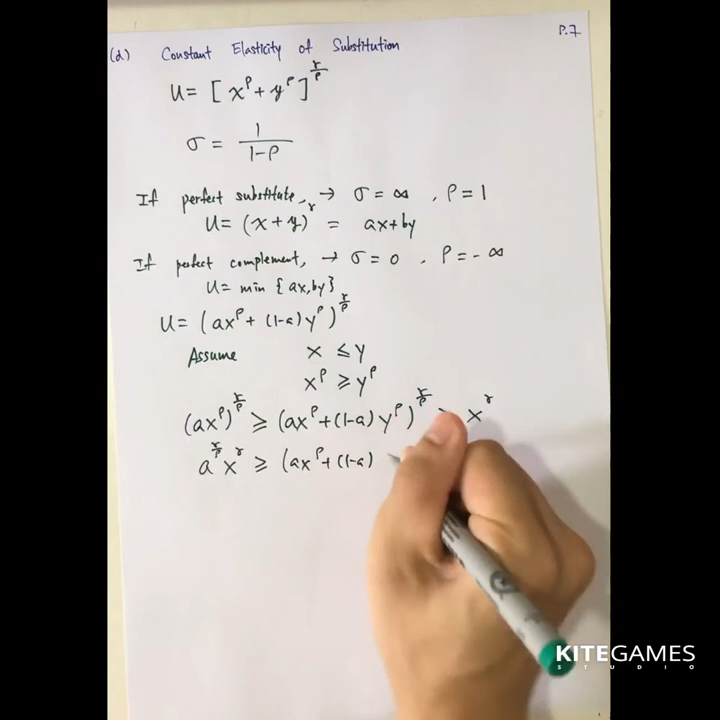 P.7
(d) Constant Elasticity of Substitution
U = [x^ρ + y^ρ]^(r/ρ)
σ = 1/(1-ρ)
If perfect substitute, → σ = ∞ , ρ = 1
U = (x + y)^r = ax+by
If perfect complement, → σ = 0 , ρ = - ∞
U = min {ax, by}
U = (ax^ρ + (1-a) y^ρ)^(r/ρ)
Assume x ≤ y
x^ρ ≥ y^ρ
(ax^ρ)^(r/ρ) ≥ (ax^ρ + (1-a) y^ρ)^(r/ρ) x^r
a^(r/ρ) x^r ≥ (ax^ρ + (1-a)
KITEGAMES
STUDIO